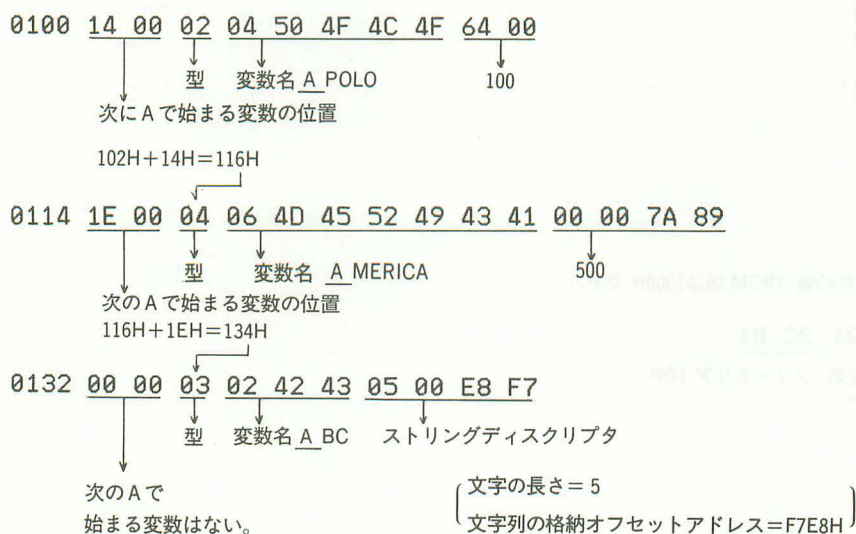 0100 14 00 02 04 50 4F 4C 4F 64 00
型 変数名 A POLO 100
次にAで始まる変数の位置
102H+14H=116H
0114 1E 00 04 06 4D 45 52 49 43 41 00 00 7A 89
型 変数名 A MERICA 500
次のAで始まる変数の位置
116H+1EH=134H
0132 00 00 03 02 42 43 05 00 E8 F7
型 変数名 A BC ストリングディスクリプタ
次のAで
始まる変数はない。
文字の長さ=5
文字列の格納オフセットアドレス=F7E8H